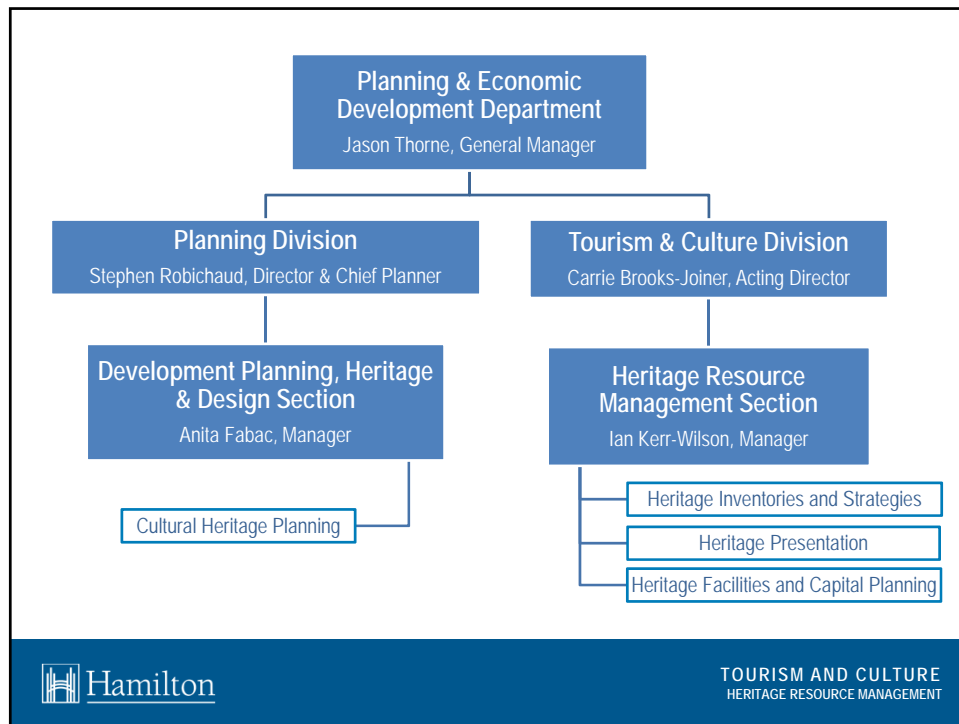 Planning & Economic
Development Department
Jason Thorne, General Manager
Planning Division
Stephen Robichaud, Director & Chief Planner
Tourism & Culture Division
Carrie Brooks-Joiner, Acting Director
Development Planning, Heritage
& Design Section
Anita Fabac, Manager
Heritage Resource
Management Section
Ian Kerr-Wilson, Manager
Cultural Heritage Planning
Heritage Inventories and Strategies
Heritage Presentation
Heritage Facilities and Capital Planning
Hamilton
TOURISM AND CULTURE
HERITAGE RESOURCE MANAGEMENT